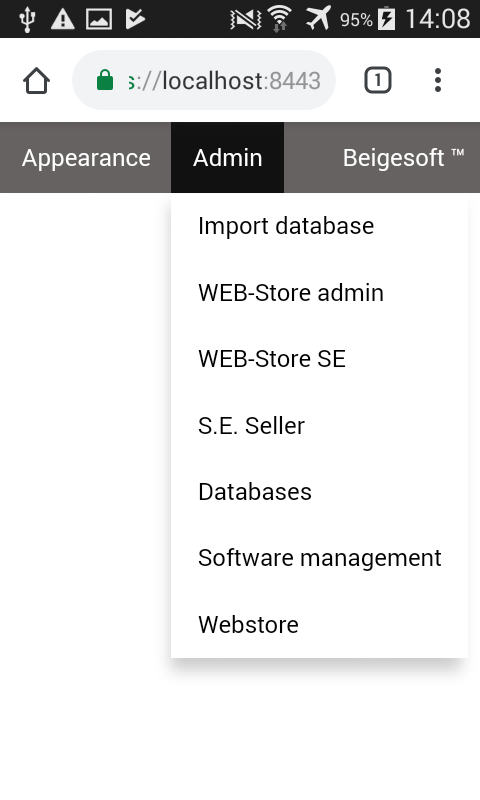 95% 14:08
s://localhost:8443 1
Appearance Admin Beigesoft ™
Import database
WEB-Store admin
WEB-Store SE
S.E. Seller
Databases
Software management
Webstore